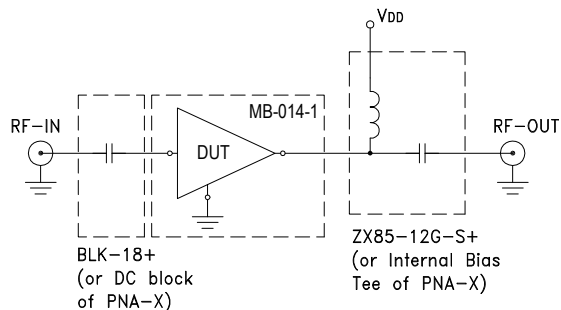 VDD
MB-014-1
RF-IN
RF-OUT
DUT
BLK-18+
(or DC block
of PNA-X)
ZX85-12G-S+
(or Internal Bias
Tee of PNA-X)